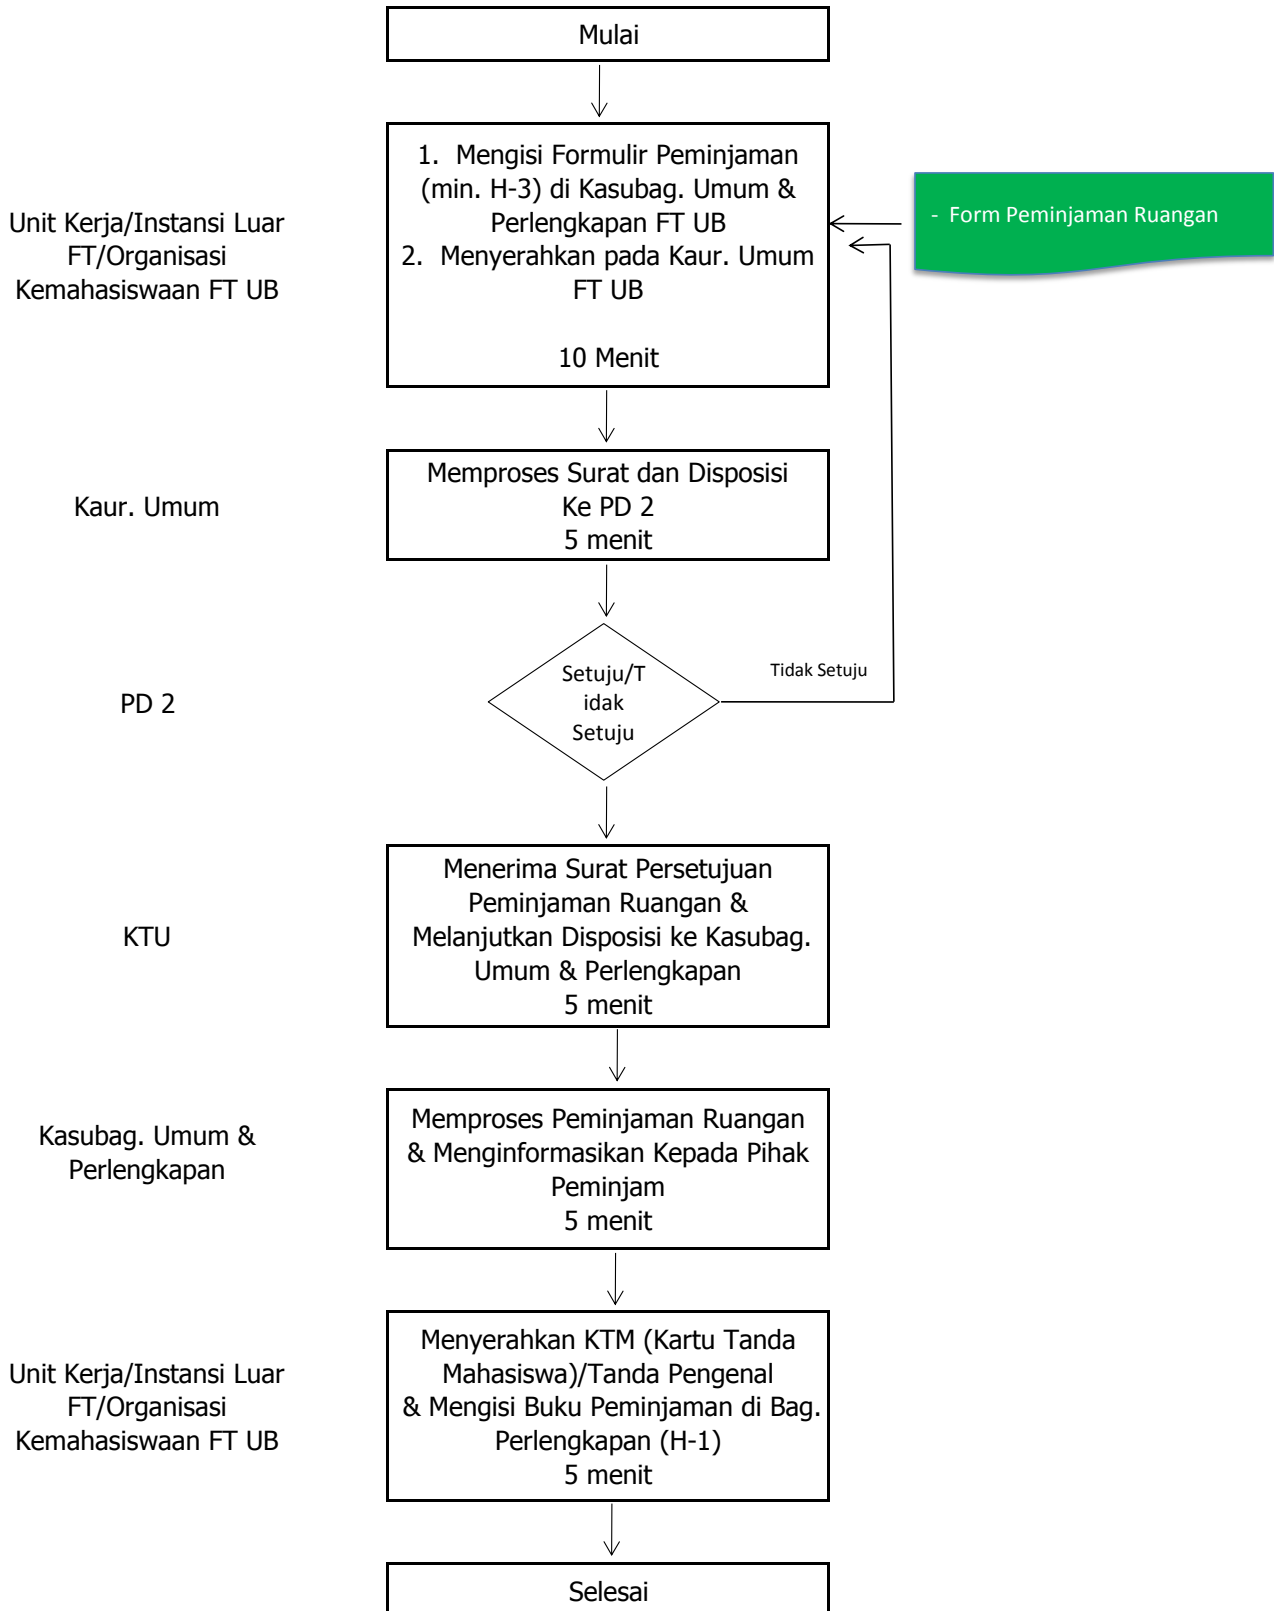 Mulai
Unit Kerja/Instansi Luar
FT/Organisasi
Kemahasiswaan FT UB
1. Mengisi Formulir Peminjaman
(min. H-3) di Kasubag. Umum &
Perlengkapan FT UB
2. Menyerahkan pada Kaur. Umum
FT UB
10 Menit
- Form Peminjaman Ruangan
Kaur. Umum
Memproses Surat dan Disposisi
Ke PD 2
5 menit
PD 2
Setuju/T
idak
Setuju
Tidak Setuju
KTU
Menerima Surat Persetujuan
Peminjaman Ruangan &
Melanjutkan Disposisi ke Kasubag.
Umum & Perlengkapan
5 menit
Kasubag. Umum &
Perlengkapan
Memproses Peminjaman Ruangan
& Menginformasikan Kepada Pihak
Peminjam
5 menit
Unit Kerja/Instansi Luar
FT/Organisasi
Kemahasiswaan FT UB
Menyerahkan KTM (Kartu Tanda
Mahasiswa)/Tanda Pengenal
& Mengisi Buku Peminjaman di Bag.
Perlengkapan (H-1)
5 menit
Selesai